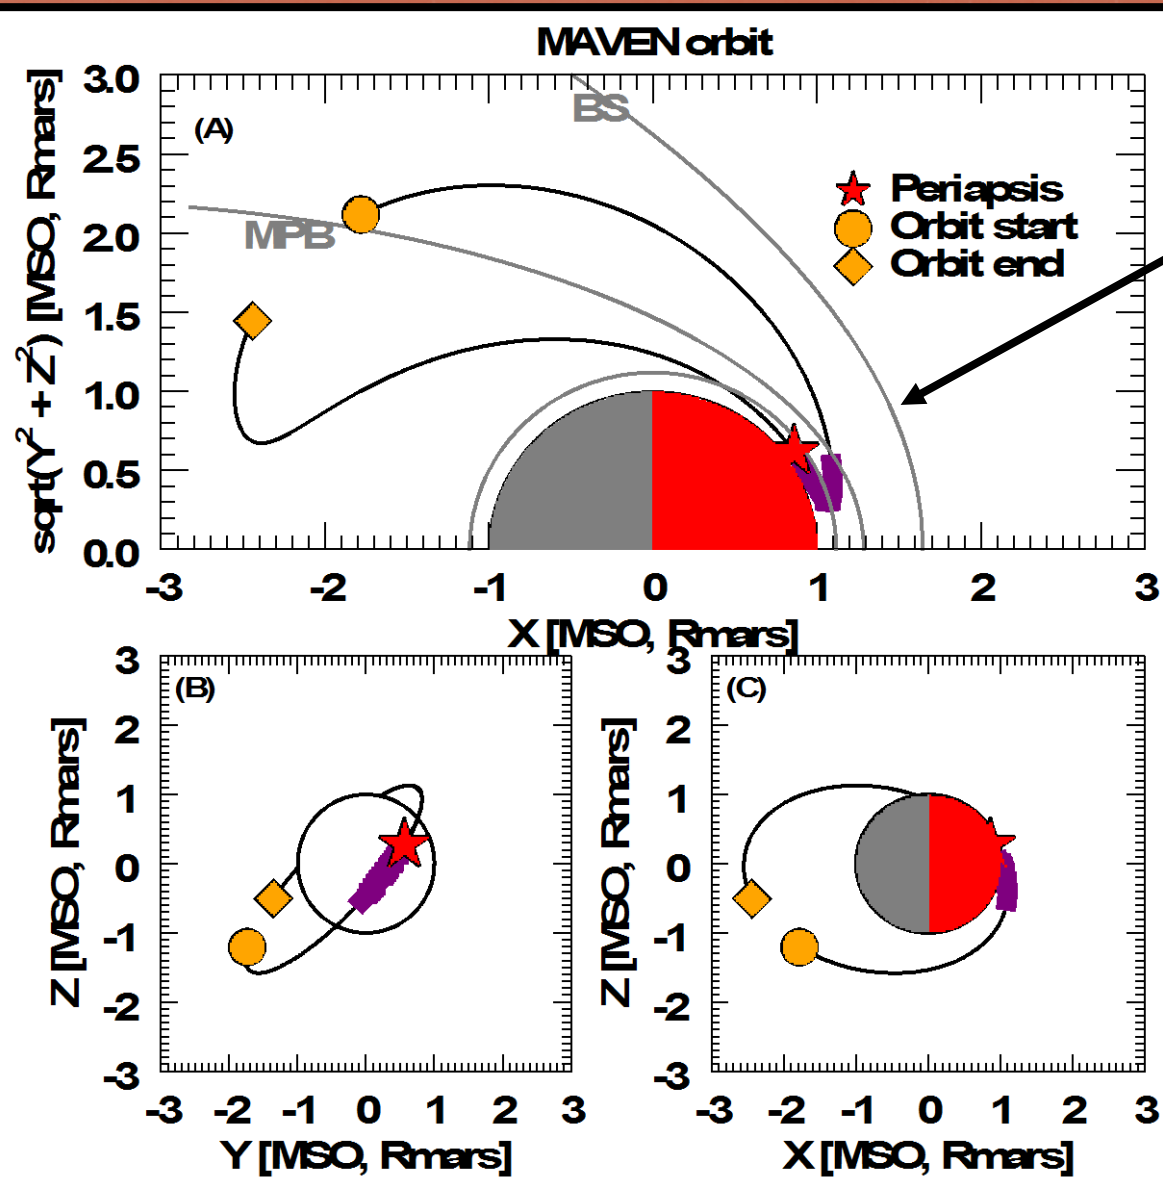 MAVEN orbit
(A)
BS
MPB
Periapsis
Orbit start
Orbit end
3.0
2.5
2.0
1.5
1.0
0.5
0.0
sqrt(Y² + Z²) [MSO, Rmars]
-3 -2 -1 0 1 2 3
X [MSO, Rmars]
(B)
3
2
1
0
-1
-2
-3
Z [MSO, Rmars]
-3 -2 -1 0 1 2 3
Y [MSO, Rmars]
(C)
3
2
1
0
-1
-2
-3
Z [MSO, Rmars]
-3 -2 -1 0 1 2 3
X [MSO, Rmars]